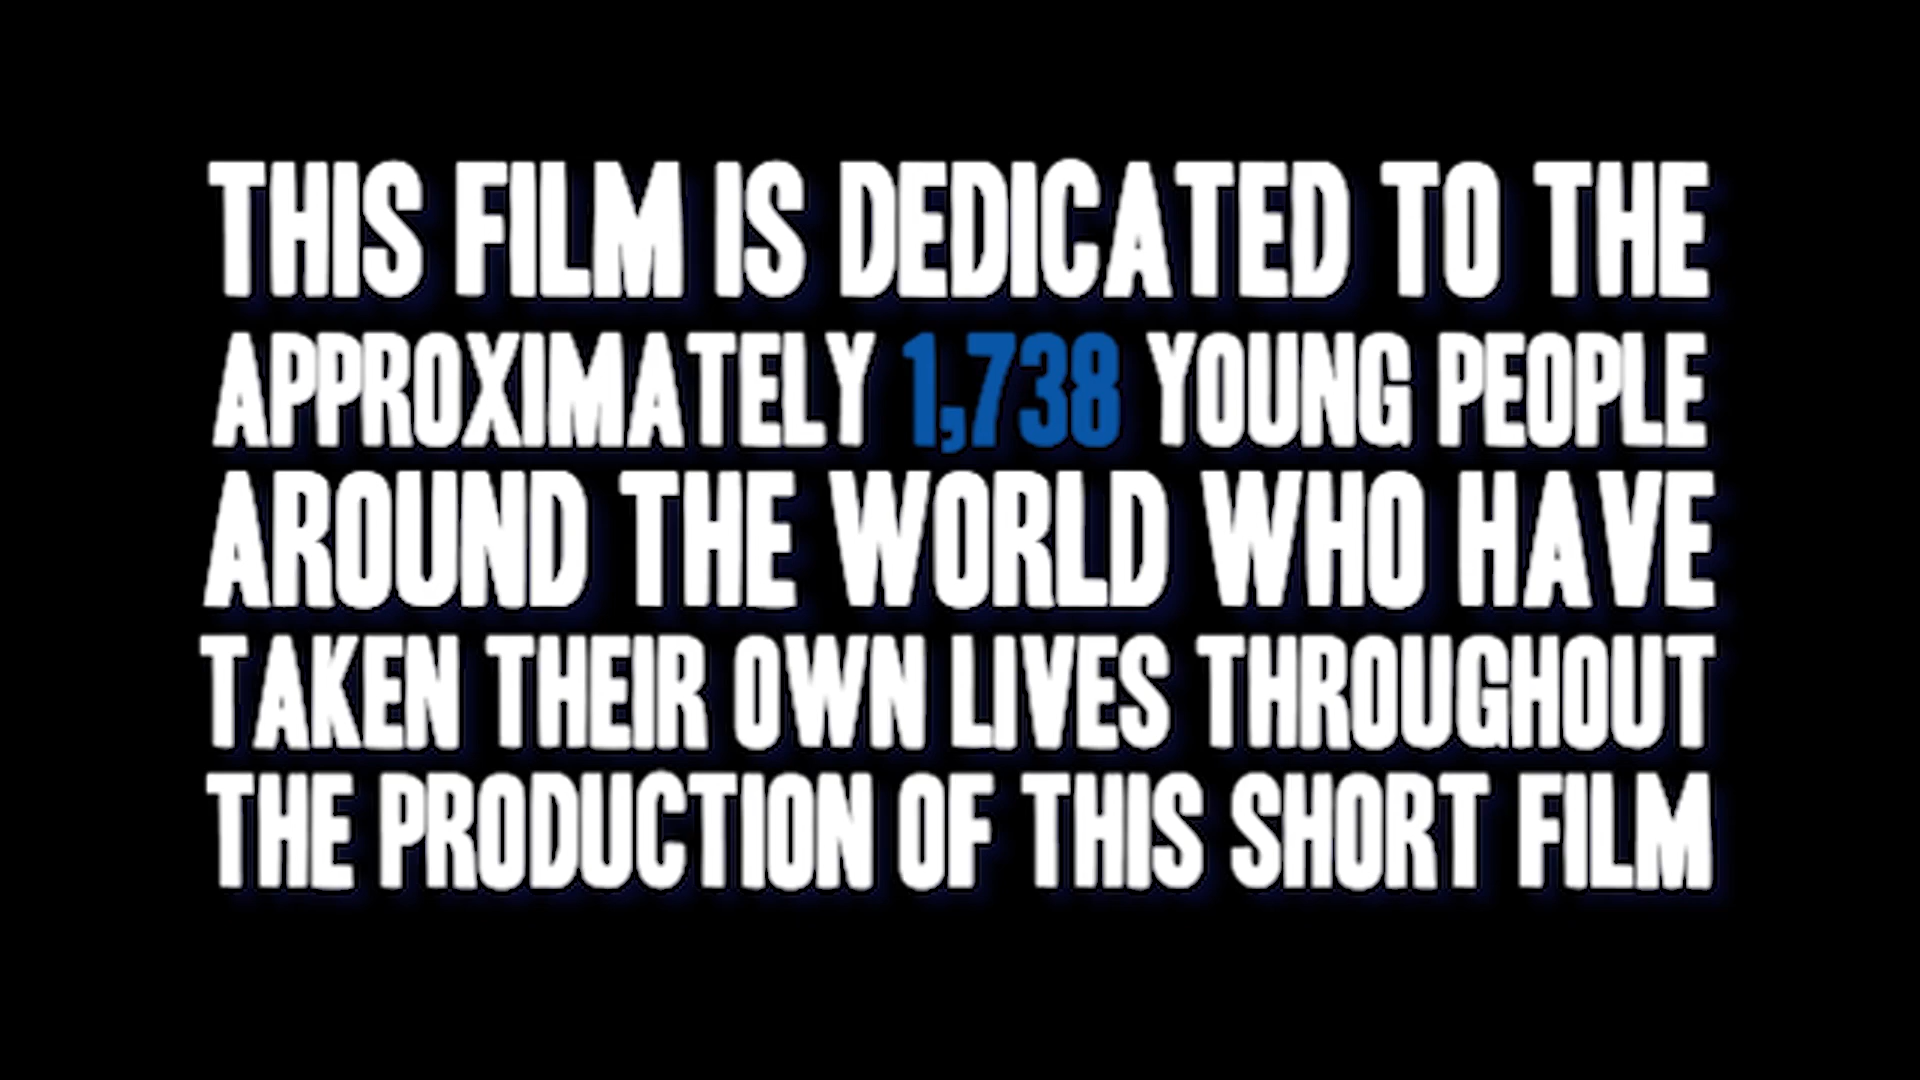 THIS FILM IS DEDICATED TO THE
APPROXIMATELY 1,738 YOUNG PEOPLE
AROUND THE WORLD WHO HAVE
TAKEN THEIR OWN LIVES THROUGHOUT
THE PRODUCTION OF THIS SHORT FILM